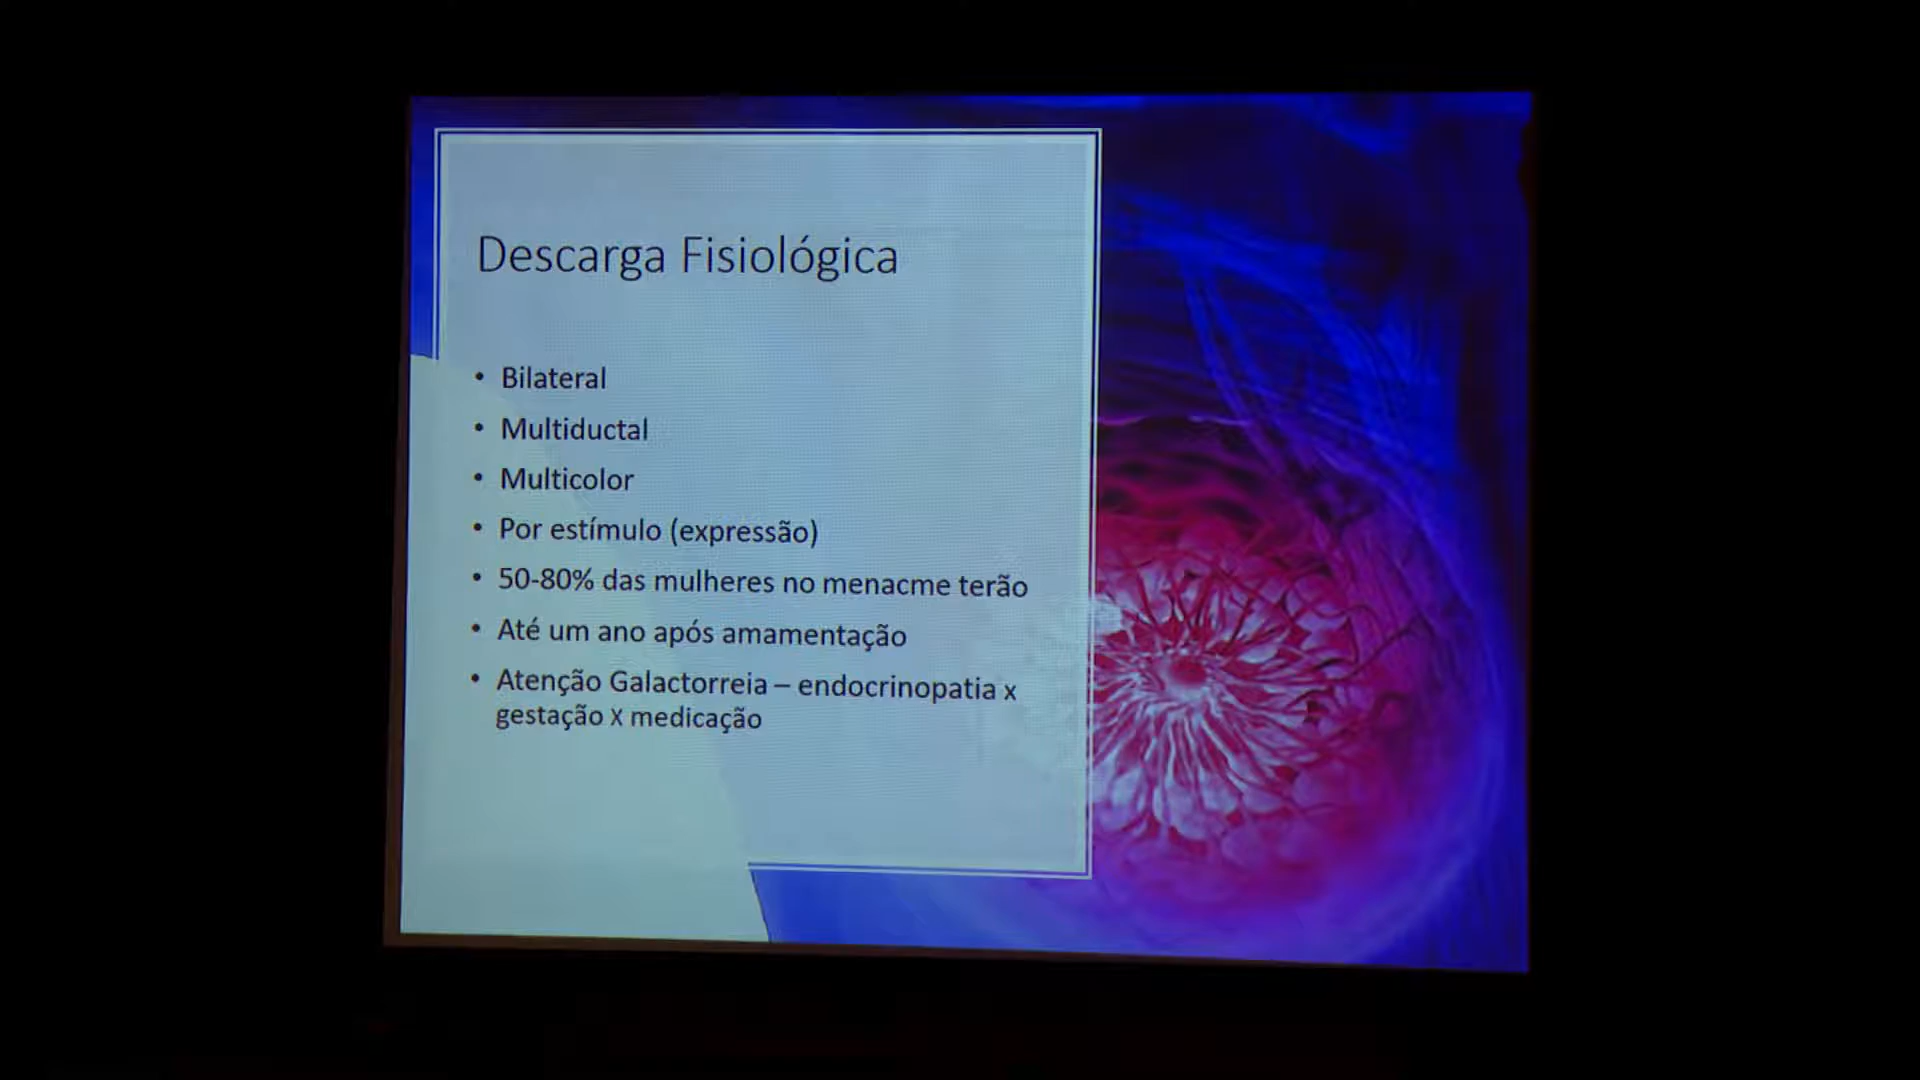 Descarga Fisiológica
• Bilateral
• Multiductal
• Multicolor
• Por estímulo (expressão)
• 50-80% das mulheres no menacme terão
• Até um ano após amamentação
• Atenção Galactorreia – endocrinopatia x
gestação X medicação